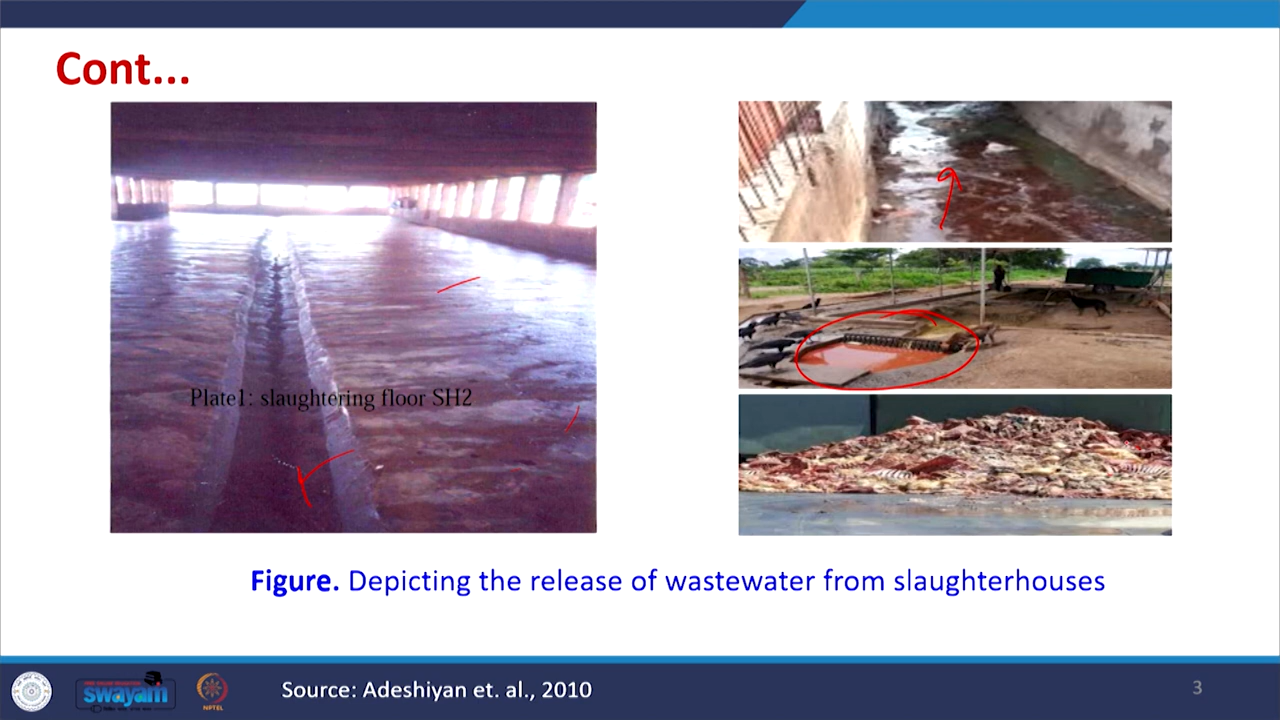 Cont...
Plate1: slaughtering floor SH2
Figure. Depicting the release of wastewater from slaughterhouses
swayam
NPTEL
Source: Adeshiyan et. al., 2010
3